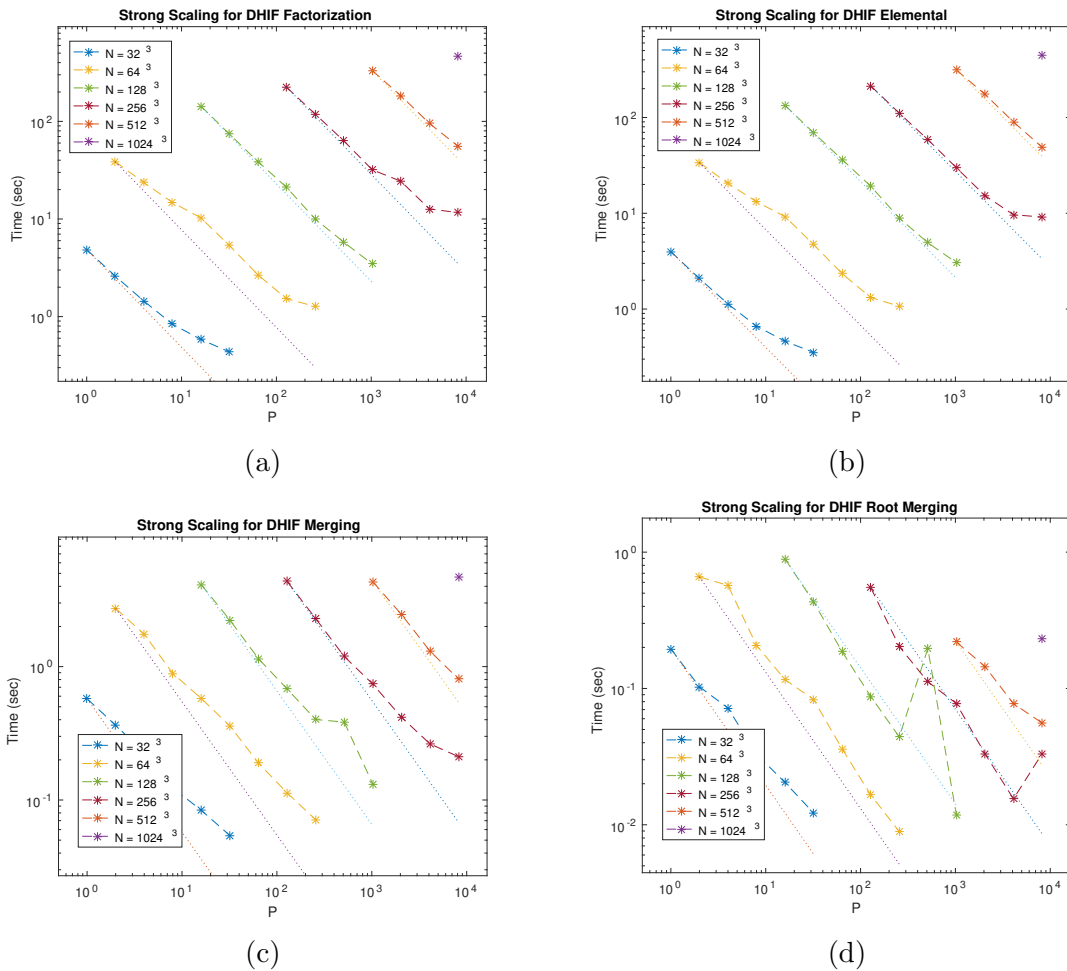 Strong Scaling for DHIF Factorization
10^2
10^1
10^0
Time (sec)
N = 32 ^3
N = 64 ^3
N = 128 ^3
N = 256 ^3
N = 512 ^3
N = 1024 ^3
10^0 10^1 10^2 10^3 10^4
P
(a)
Strong Scaling for DHIF Elemental
10^2
10^1
10^0
Time (sec)
N = 32 ^3
N = 64 ^3
N = 128 ^3
N = 256 ^3
N = 512 ^3
N = 1024 ^3
10^0 10^1 10^2 10^3 10^4
P
(b)
Strong Scaling for DHIF Merging
10^0
10^-1
Time (sec)
N = 32 ^3
N = 64 ^3
N = 128 ^3
N = 256 ^3
N = 512 ^3
N = 1024 ^3
10^0 10^1 10^2 10^3 10^4
P
(c)
Strong Scaling for DHIF Root Merging
10^0
10^-1
10^-2
Time (sec)
N = 32 ^3
N = 64 ^3
N = 128 ^3
N = 256 ^3
N = 512 ^3
N = 1024 ^3
10^0 10^1 10^2 10^3 10^4
P
(d)